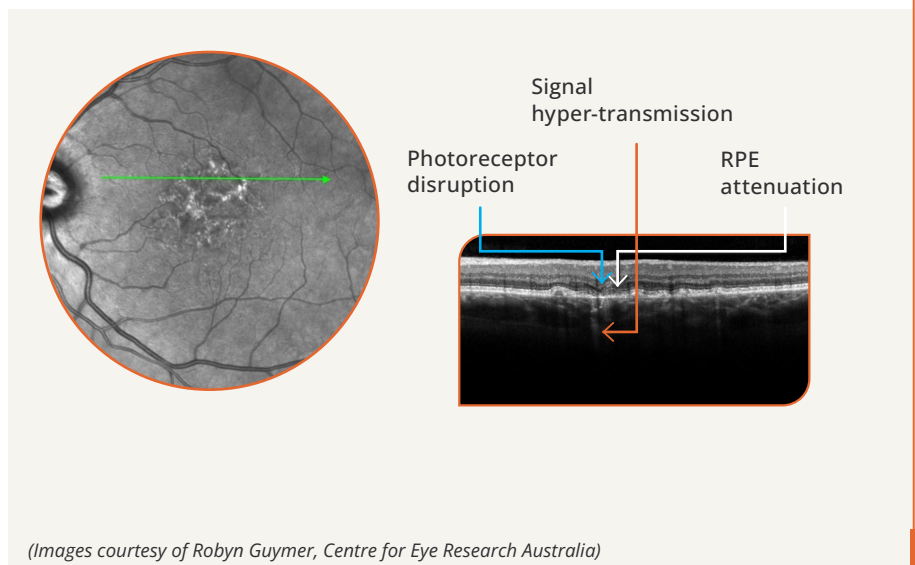 Signal
hyper-transmission
Photoreceptor
disruption
RPE
attenuation
(Images courtesy of Robyn Guymer, Centre for Eye Research Australia)